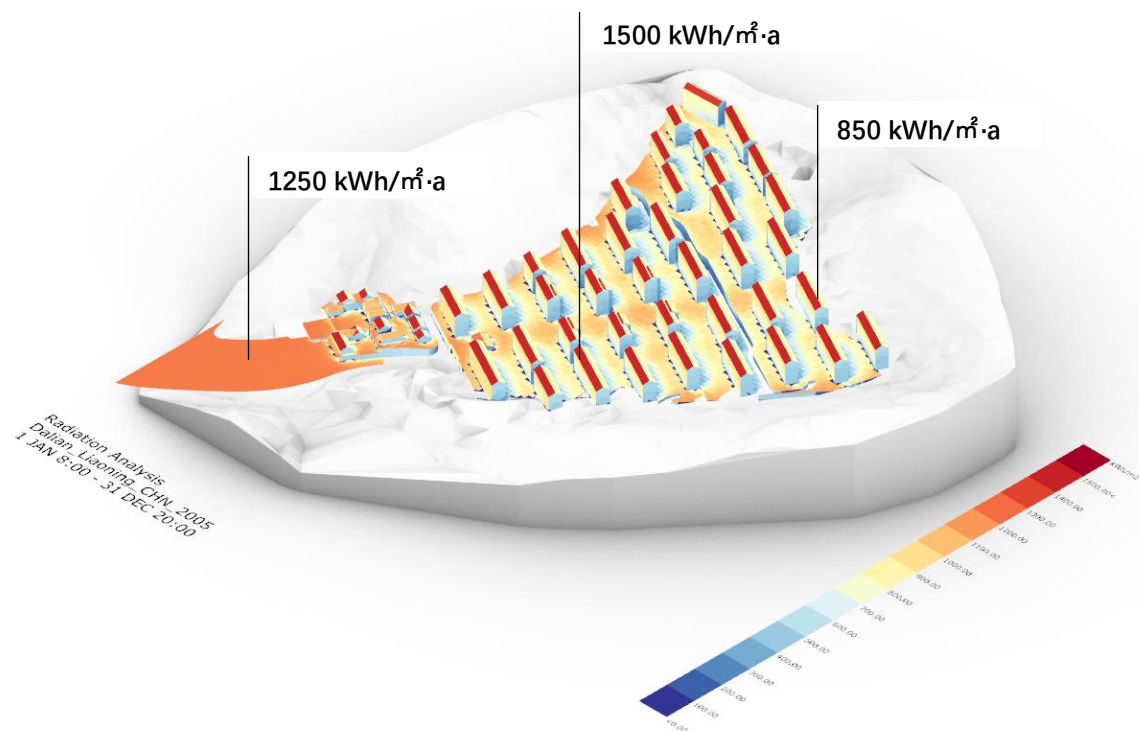 1500 kWh/㎡·a
850 kWh/㎡·a
1250 kWh/㎡·a
Radiation Analysis
Dalian_Liaoning_CHN_2005
1 JAN 8:00 - 31 DEC 20:00
kWh/m2
1500.00<
1400.00
1300.00
1200.00
1100.00
1000.00
900.00
800.00
700.00
600.00
500.00
400.00
300.00
200.00
100.00
<0.00